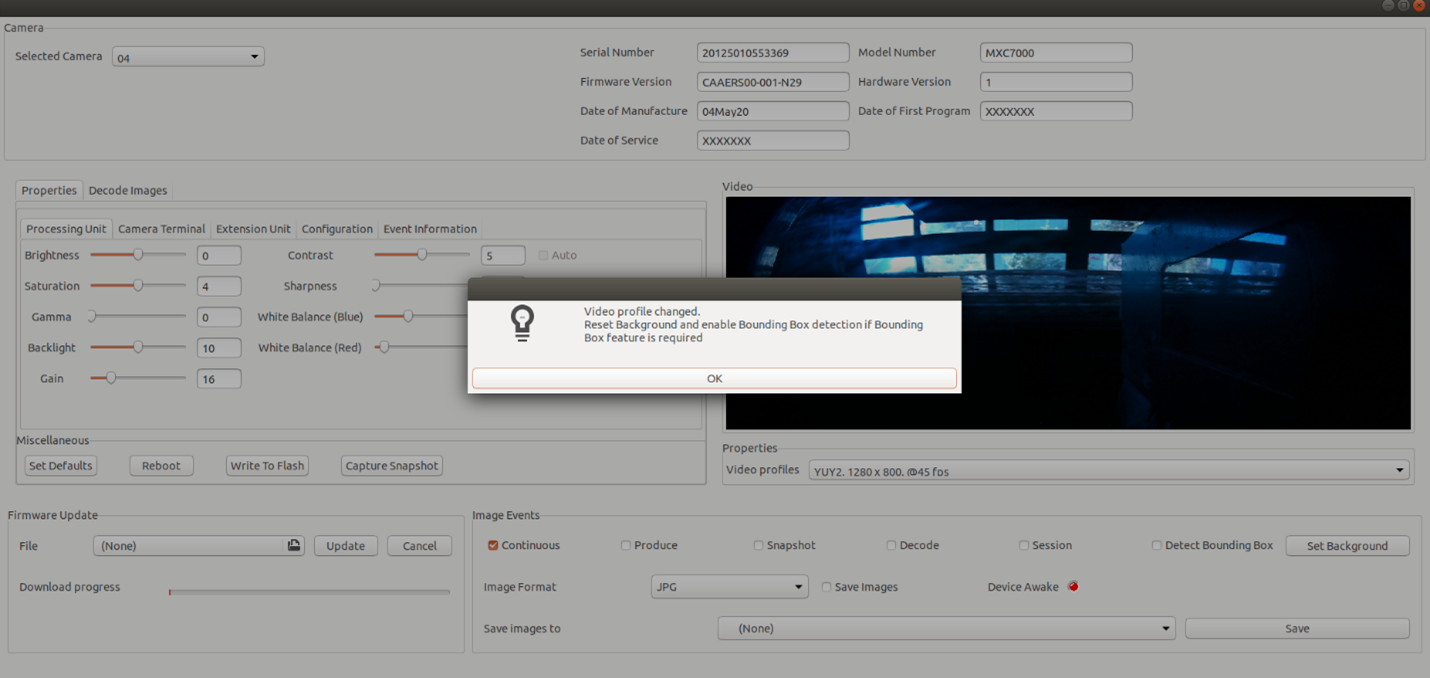 Camera
Selected Camera 04
Serial Number 20125010553369 Model Number MXC7000
Firmware Version CAAERS00-001-N29 Hardware Version 1
Date of Manufacture 04May20 Date of First Program XXXXXXX
Date of Service XXXXXXX
Properties Decode Images
Processing Unit Camera Terminal Extension Unit Configuration Event Information
Brightness 0 Contrast 5 Auto
Saturation 4 Sharpness
Gamma 0 White Balance (Blue)
Backlight 10 White Balance (Red)
Gain 16
Miscellaneous
Set Defaults Reboot Write To Flash Capture Snapshot
Video
Video profile changed.
Reset Background and enable Bounding Box detection if Bounding
Box feature is required
OK
Properties
Video profiles YUY2, 1280 x 800, @45 fps
Firmware Update
File (None) Update Cancel
Download progress
Image Events
Continuous Produce Snapshot Decode Session Detect Bounding Box Set Background
Image Format JPG Save Images Device Awake
Save images to (None) Save